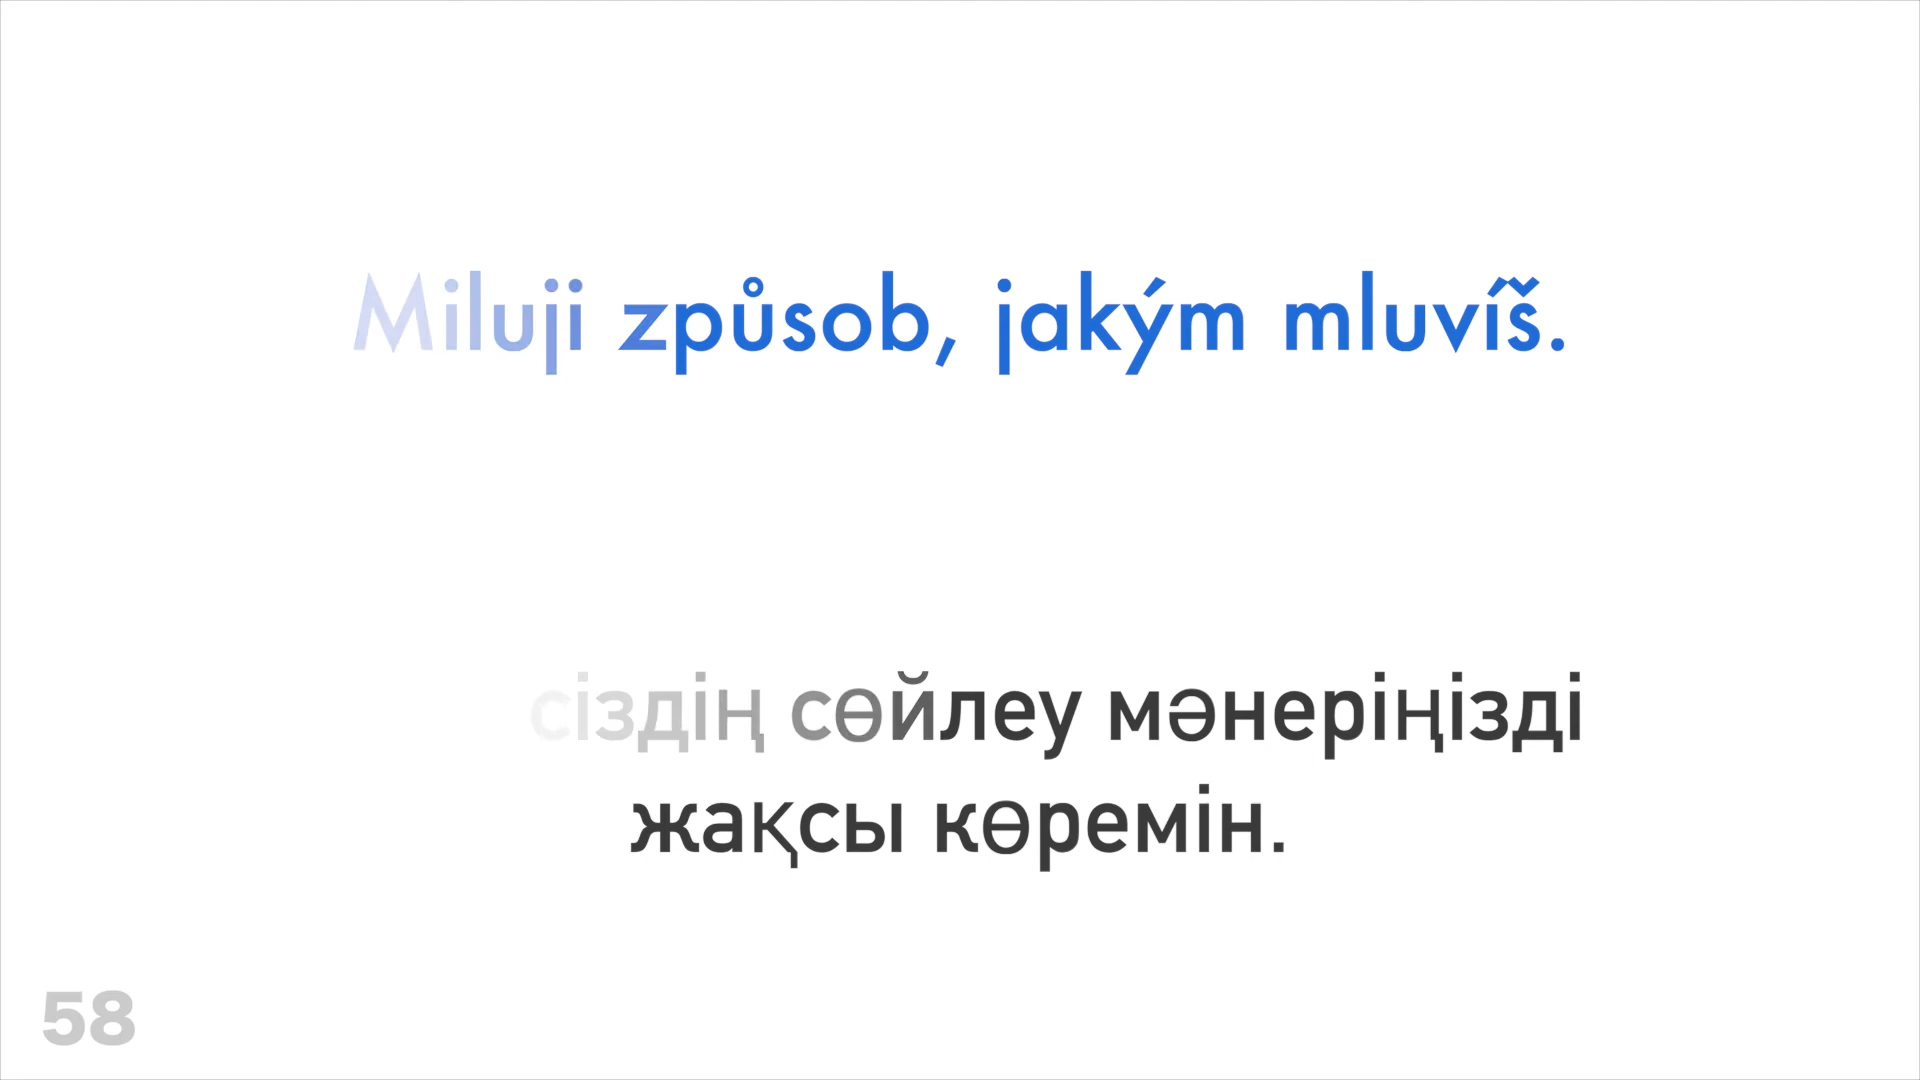 Miluji způsob, jakým mluvíš.
сіздің сөйлеу мәнеріңізді
жақсы көремін.
58